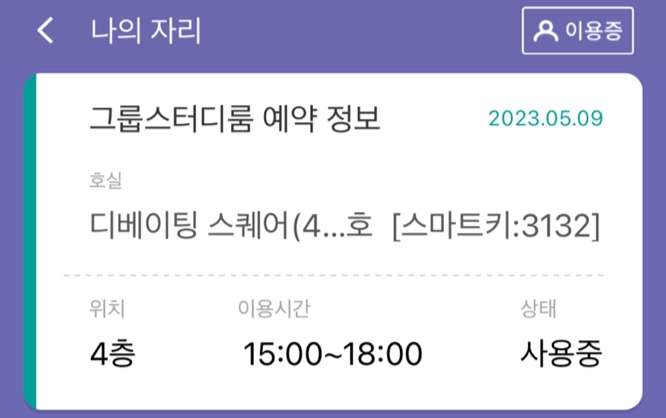 나의 자리
이용증
그룹스터디룸 예약 정보
2023.05.09
호실
디베이팅 스퀘어(4...호 [스마트키:3132]
위치 이용시간 상태
4층 15:00~18:00 사용중